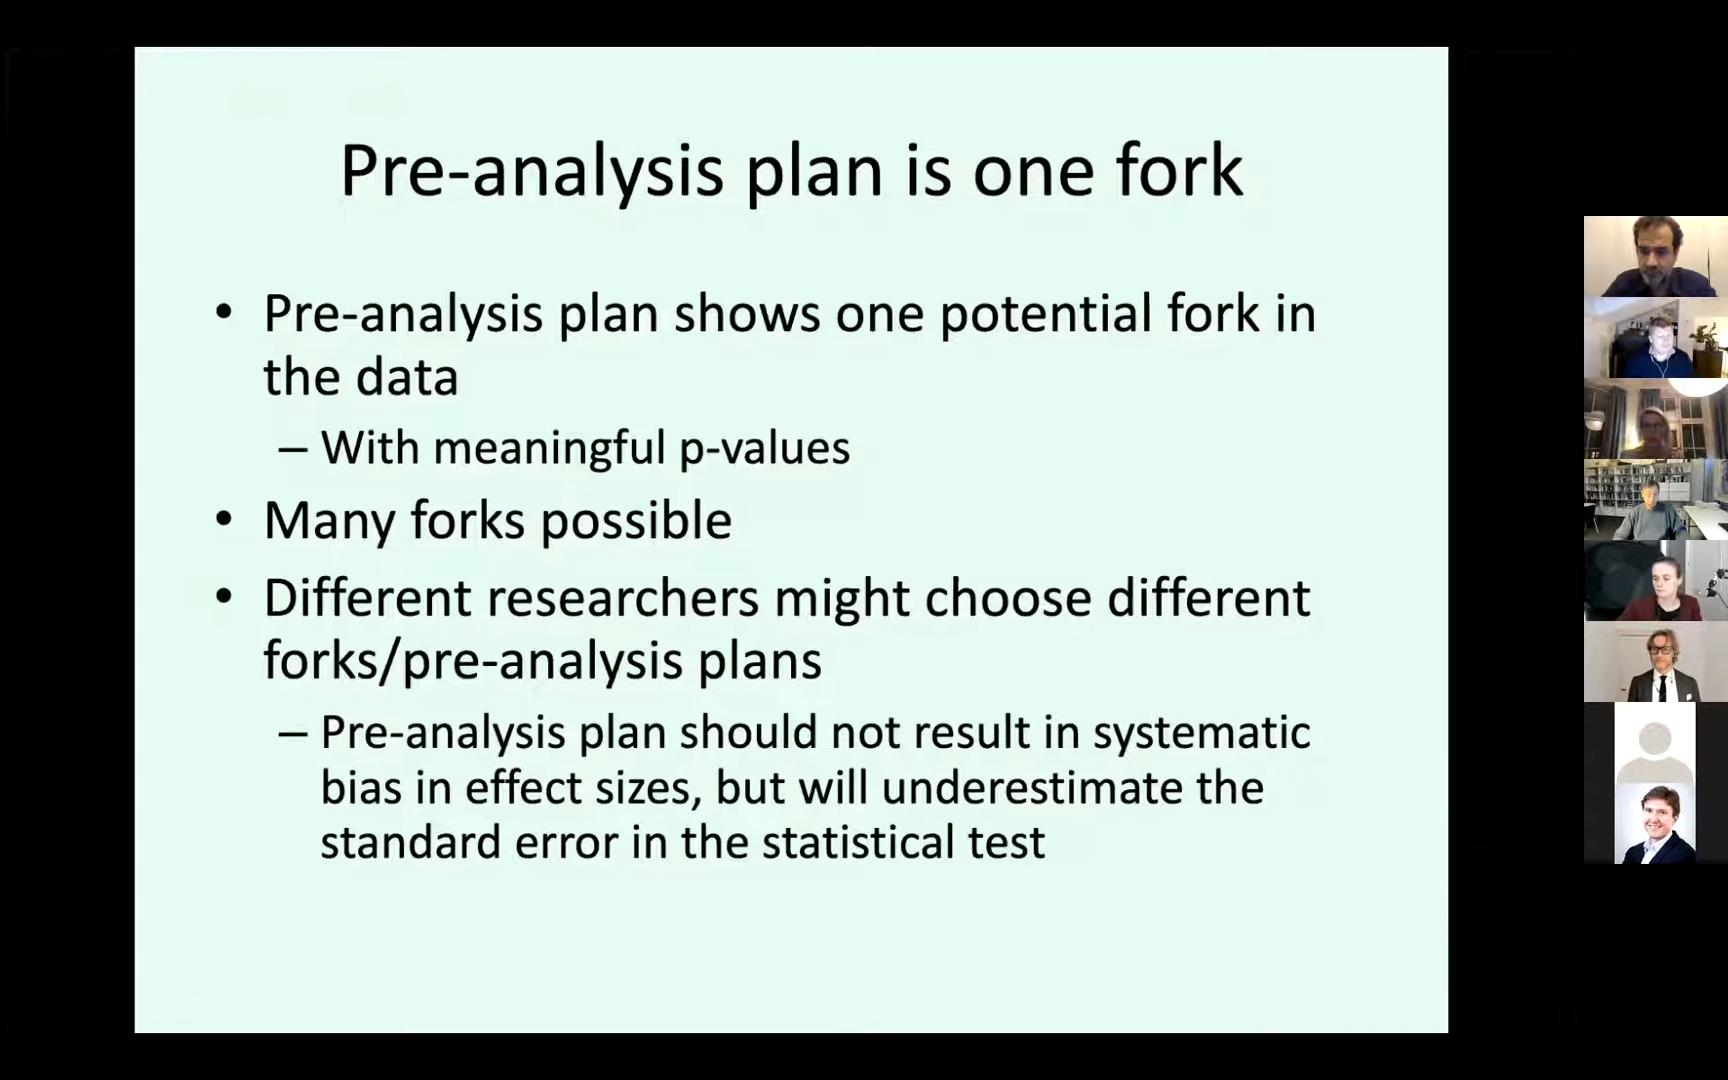 Pre-analysis plan is one fork
• Pre-analysis plan shows one potential fork in
the data
– With meaningful p-values
• Many forks possible
• Different researchers might choose different
forks/pre-analysis plans
– Pre-analysis plan should not result in systematic
bias in effect sizes, but will underestimate the
standard error in the statistical test